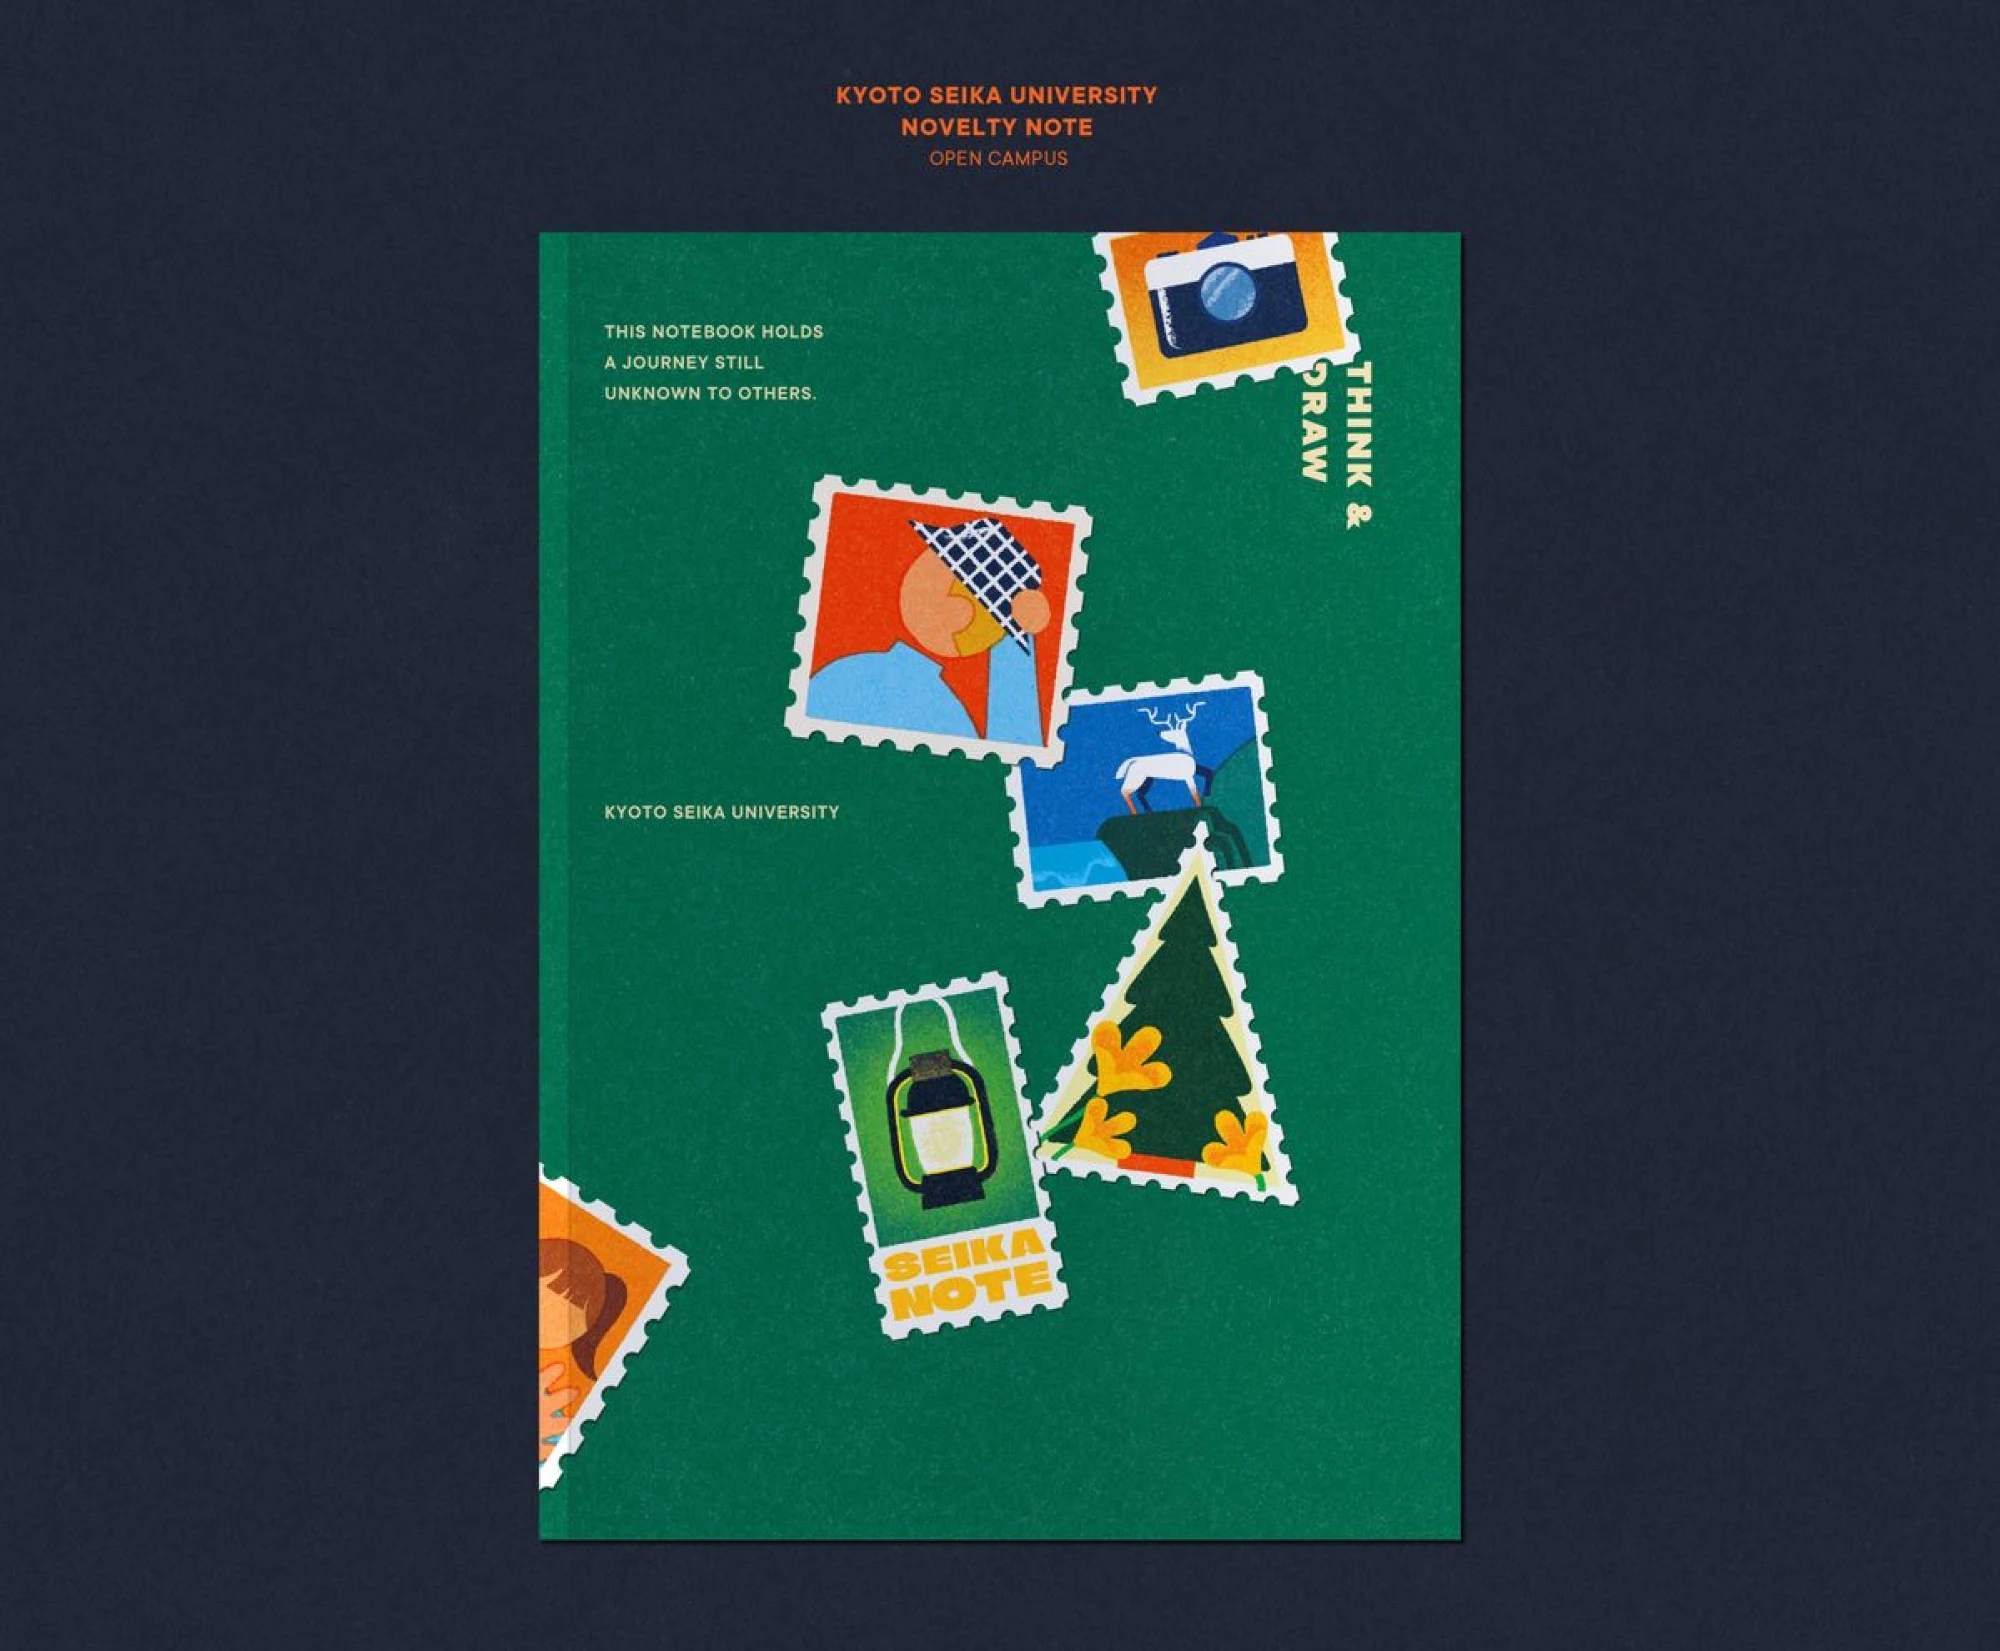 KYOTO SEIKA UNIVERSITY
NOVELTY NOTE
OPEN CAMPUS
THIS NOTEBOOK HOLDS
A JOURNEY STILL
UNKNOWN TO OTHERS.
THINK &
DRAW
KYOTO SEIKA UNIVERSITY
SEIKA
NOTE